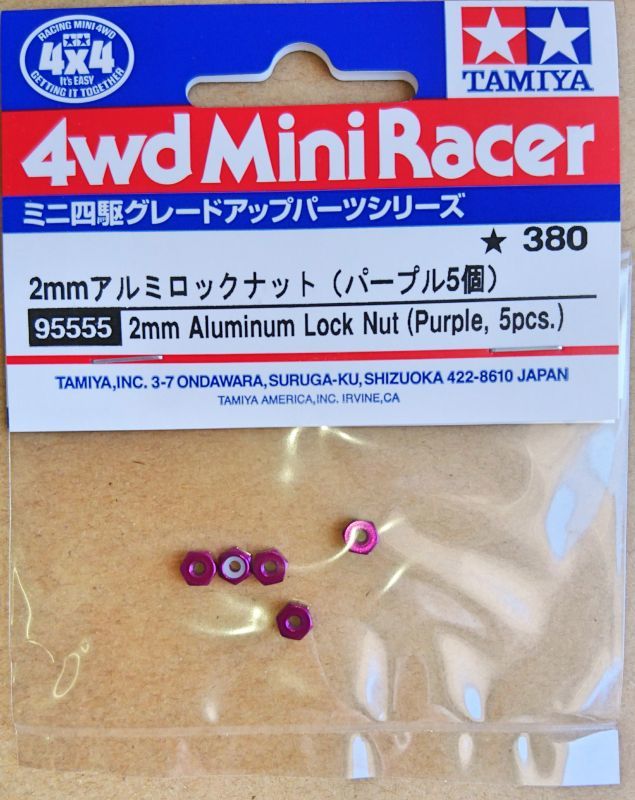 RACING MINI 4WD
4x4
It's EASY
GETTING IT TOGETHER
TAMIYA
4wd Mini Racer
ミニ四駆グレードアップパーツシリーズ
★ 380
2mmアルミロックナット（パープル5個）
95555 2mm Aluminum Lock Nut (Purple, 5pcs.)
TAMIYA,INC. 3-7 ONDAWARA,SURUGA-KU,SHIZUOKA 422-8610 JAPAN
TAMIYA AMERICA,INC. IRVINE,CA